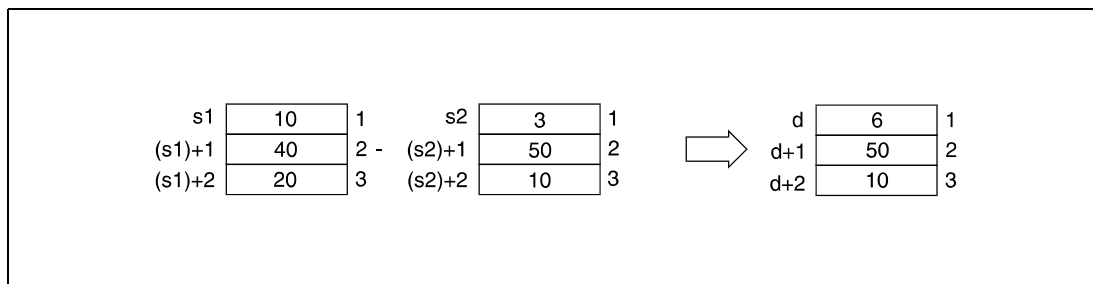 s1 10 1 s2 3 1 d 6 1
(s1)+1 40 2 - (s2)+1 50 2 d+1 50 2
(s1)+2 20 3 (s2)+2 10 3 d+2 10 3